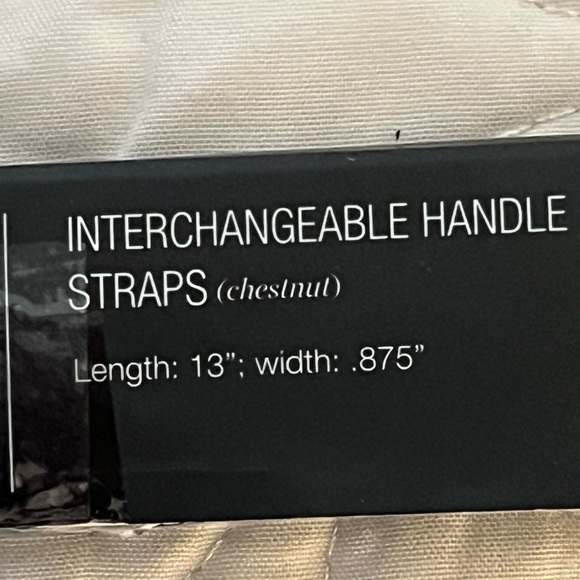 INTERCHANGEABLE HANDLE
STRAPS (chestnut)
Length: 13”; width: .875”